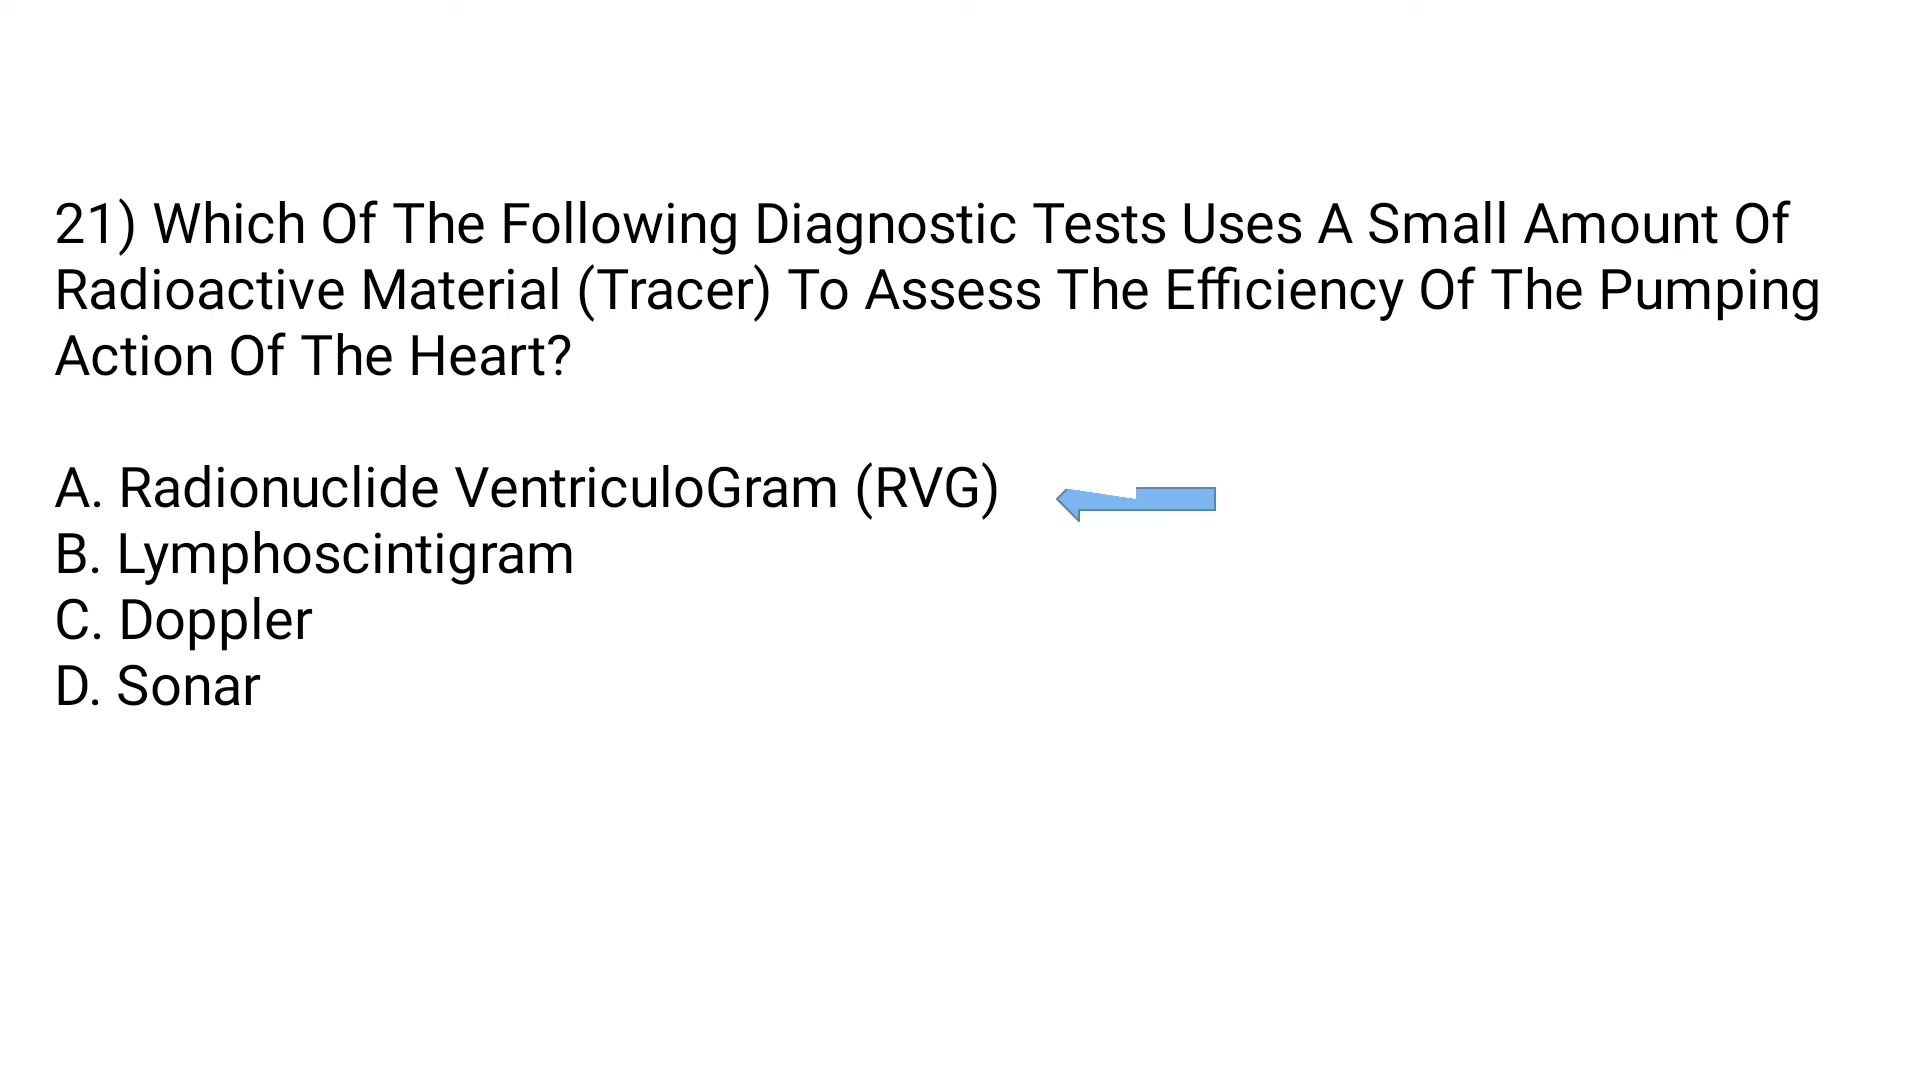 21) Which Of The Following Diagnostic Tests Uses A Small Amount Of
Radioactive Material (Tracer) To Assess The Efficiency Of The Pumping
Action Of The Heart?
A. Radionuclide VentriculoGram (RVG)
B. Lymphoscintigram
C. Doppler
D. Sonar